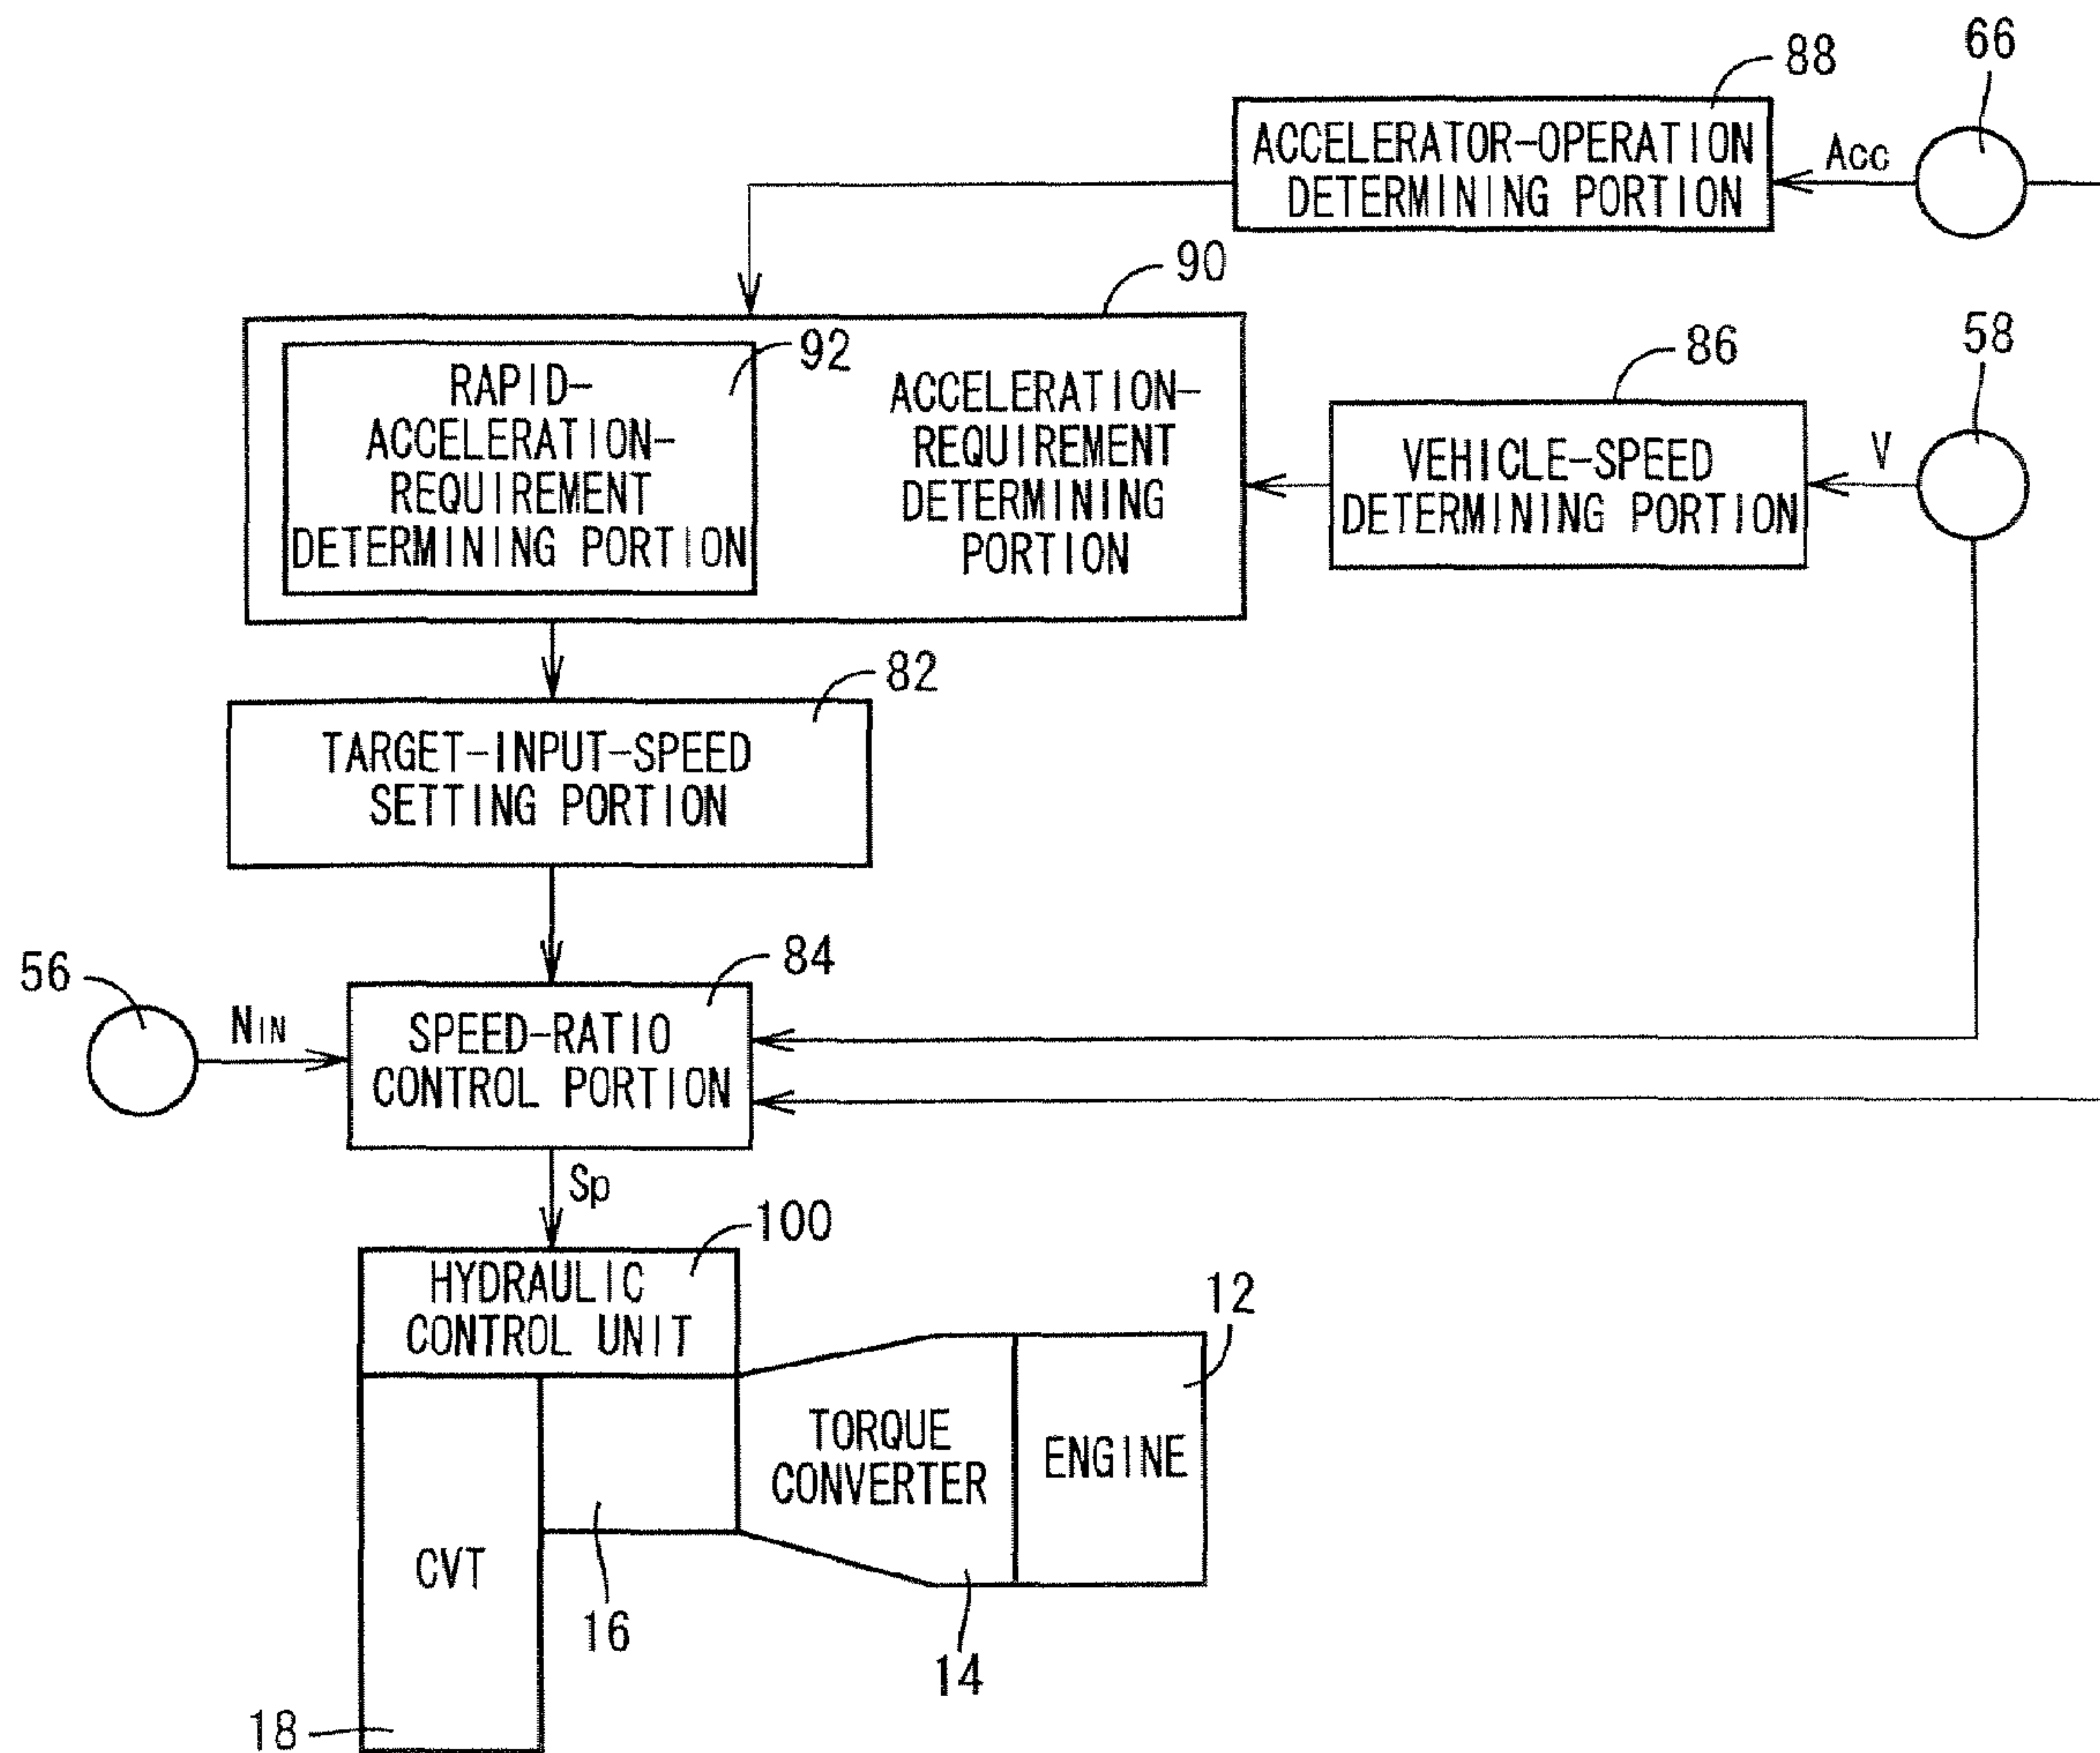 66
88
ACCELERATOR-OPERATION
DETERMINING PORTION
Acc
90
58
92
86
RAPID-
ACCELERATION-
REQUIREMENT
DETERMINING PORTION
ACCELERATION-
REQUIREMENT
DETERMINING
PORTION
VEHICLE-SPEED
DETERMINING PORTION
V
82
TARGET-INPUT-SPEED
SETTING PORTION
84
56
NIN
SPEED-RATIO
CONTROL PORTION
Sp
100
HYDRAULIC
CONTROL UNIT
12
TORQUE
CONVERTER
ENGINE
CVT
16
14
18